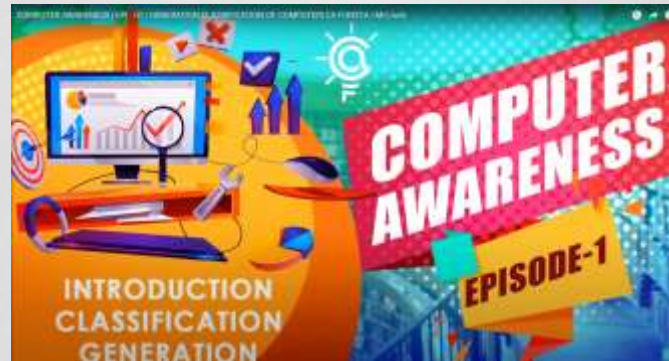 COMPUTER
AWARENESS
EPISODE-1
INTRODUCTION
CLASSIFICATION
GENERATION